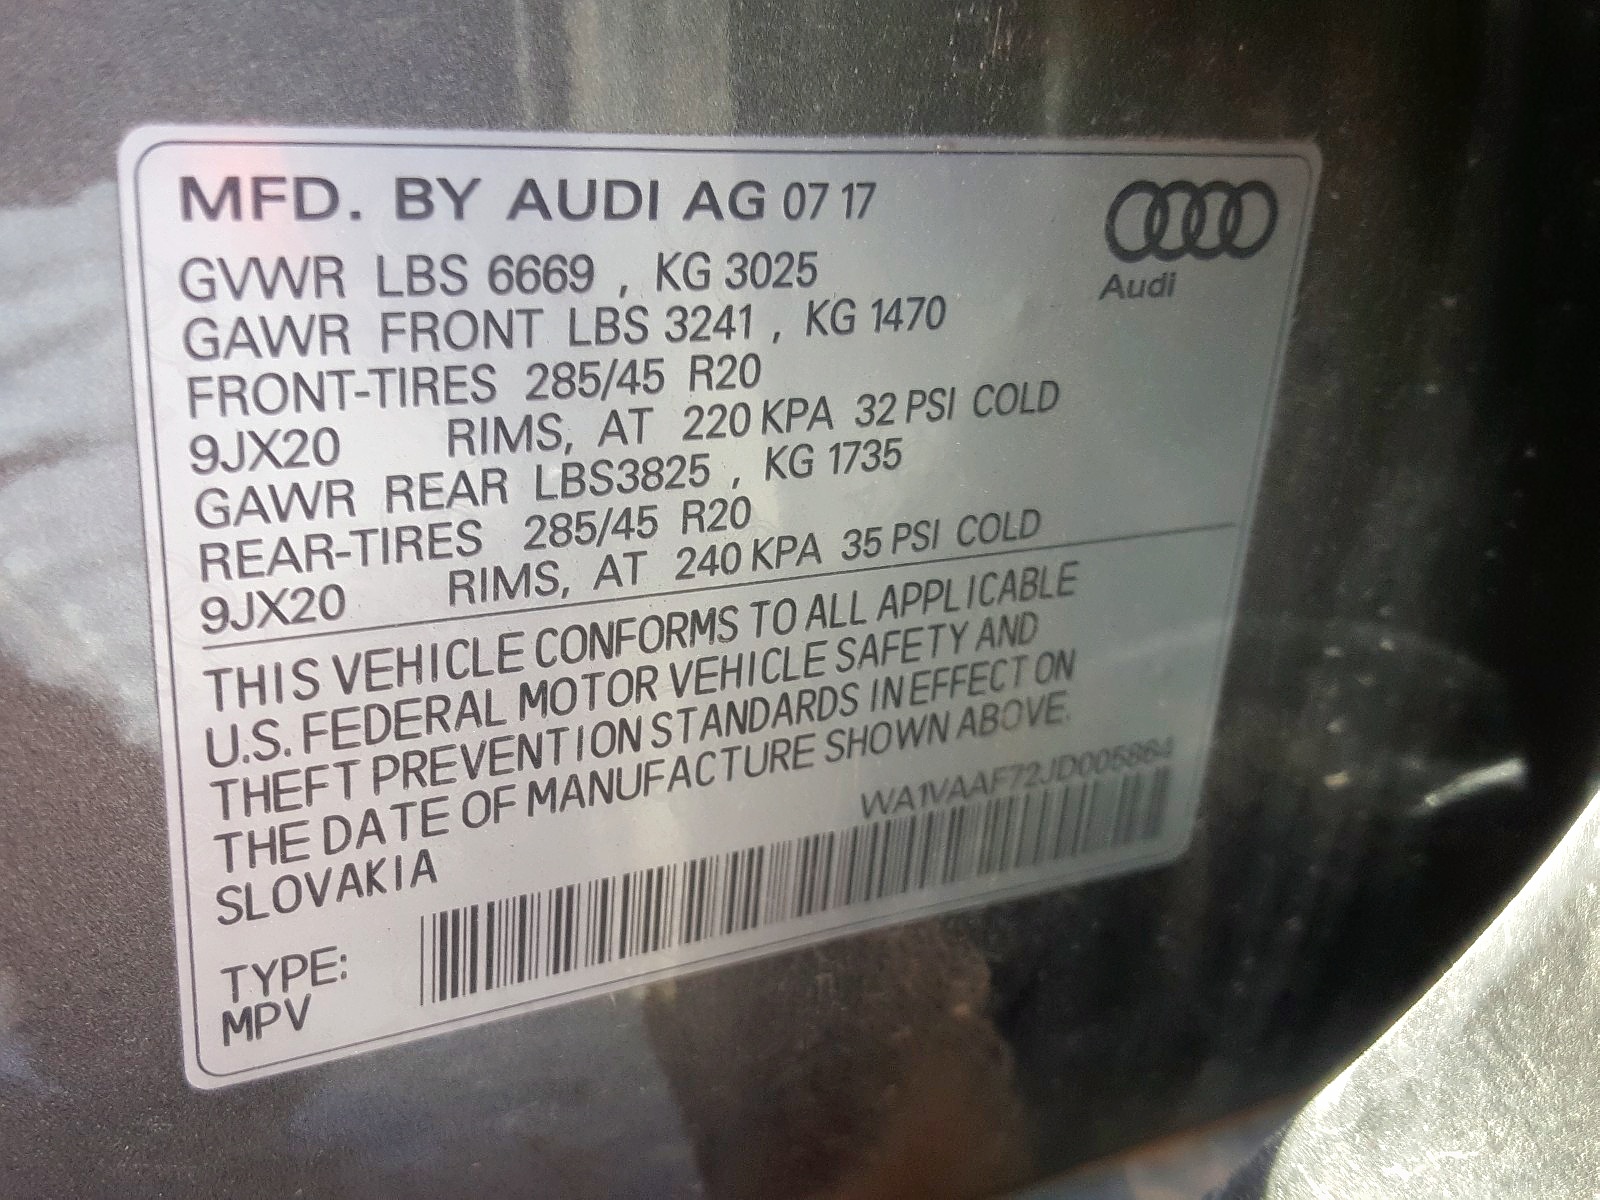 MFD. BY AUDI AG 07 17
Audi
GVWR LBS 6669 , KG 3025
GAWR FRONT LBS 3241 , KG 1470
FRONT-TIRES 285/45 R20
9JX20 RIMS, AT 220 KPA 32 PSI COLD
GAWR REAR LBS3825 , KG 1735
REAR-TIRES 285/45 R20
9JX20 RIMS, AT 240 KPA 35 PSI COLD
THIS VEHICLE CONFORMS TO ALL APPLICABLE
U.S. FEDERAL MOTOR VEHICLE SAFETY AND
THEFT PREVENTION STANDARDS IN EFFECT ON
THE DATE OF MANUFACTURE SHOWN ABOVE.
SLOVAKIA
WA1VAAF72JD005864
TYPE:
MPV